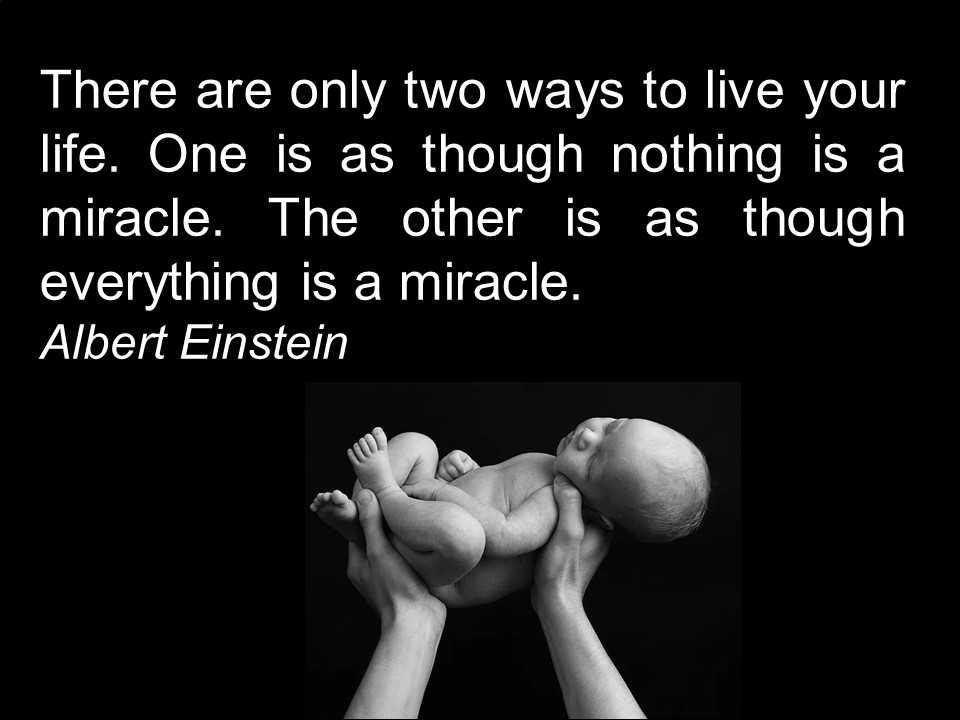 There are only two ways to live your
life. One is as though nothing is a
miracle. The other is as though
everything is a miracle.
Albert Einstein